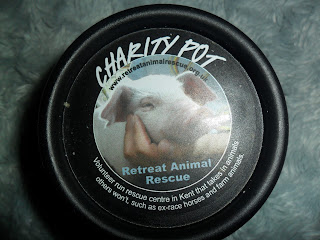 CHARITY POT
www.retreatanimalrescue.org.uk
Retreat Animal
Rescue
Volunteer run rescue centre in Kent that takes in animals
others won't, such as ex-race horses and farm animals.